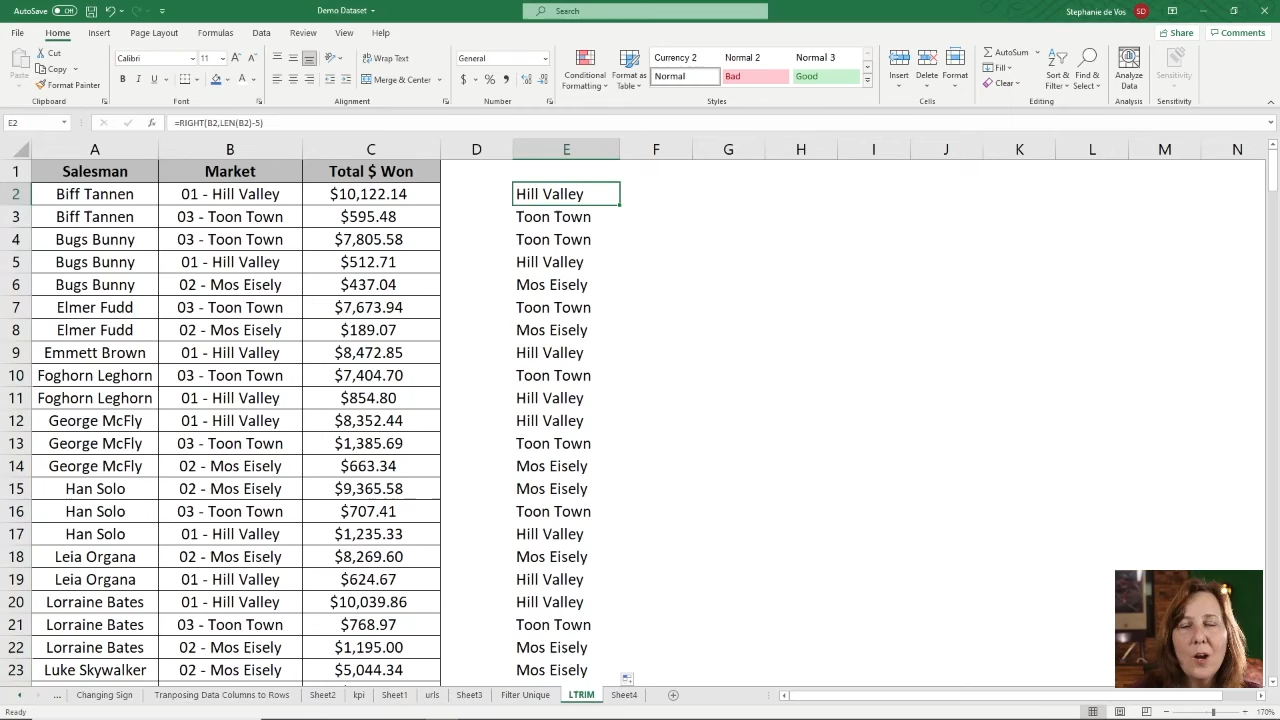 AutoSave Off Demo Dataset Search Stephanie de Vos SD
File Home Insert Page Layout Formulas Data Review View Help Share Comments
Cut Calibri 11 Wrap Text General Currency 2 Normal 2 Normal 3 AutoSum
Copy Fill
Paste Format Painter B I U Merge & Center $ % Conditional Formatting Format as Table Normal Bad Good Insert Delete Format Clear Sort & Filter Find & Select Analyze Data Sensitivity
Clipboard Font Alignment Number Styles Cells Editing Analysis Sensitivity
E2 fx =RIGHT(B2,LEN(B2)-5)
A B C D E F G H I J K L M N
1 Salesman Market Total $ Won
2 Biff Tannen 01 - Hill Valley $10,122.14 Hill Valley
3 Biff Tannen 03 - Toon Town $595.48 Toon Town
4 Bugs Bunny 03 - Toon Town $7,805.58 Toon Town
5 Bugs Bunny 01 - Hill Valley $512.71 Hill Valley
6 Bugs Bunny 02 - Mos Eisely $437.04 Mos Eisely
7 Elmer Fudd 03 - Toon Town $7,673.94 Toon Town
8 Elmer Fudd 02 - Mos Eisely $189.07 Mos Eisely
9 Emmett Brown 01 - Hill Valley $8,472.85 Hill Valley
10 Foghorn Leghorn 03 - Toon Town $7,404.70 Toon Town
11 Foghorn Leghorn 01 - Hill Valley $854.80 Hill Valley
12 George McFly 01 - Hill Valley $8,352.44 Hill Valley
13 George McFly 03 - Toon Town $1,385.69 Toon Town
14 George McFly 02 - Mos Eisely $663.34 Mos Eisely
15 Han Solo 02 - Mos Eisely $9,365.58 Mos Eisely
16 Han Solo 03 - Toon Town $707.41 Toon Town
17 Han Solo 01 - Hill Valley $1,235.33 Hill Valley
18 Leia Organa 02 - Mos Eisely $8,269.60 Mos Eisely
19 Leia Organa 01 - Hill Valley $624.67 Hill Valley
20 Lorraine Bates 01 - Hill Valley $10,039.86 Hill Valley
21 Lorraine Bates 03 - Toon Town $768.97 Toon Town
22 Lorraine Bates 02 - Mos Eisely $1,195.00 Mos Eisely
23 Luke Skywalker 02 - Mos Eisely $5,044.34 Mos Eisely
... Changing Sign Tranposing Data Columns to Rows Sheet2 kpi Sheet1 urls Sheet3 Filter Unique LTRIM Sheet4
Ready 170%